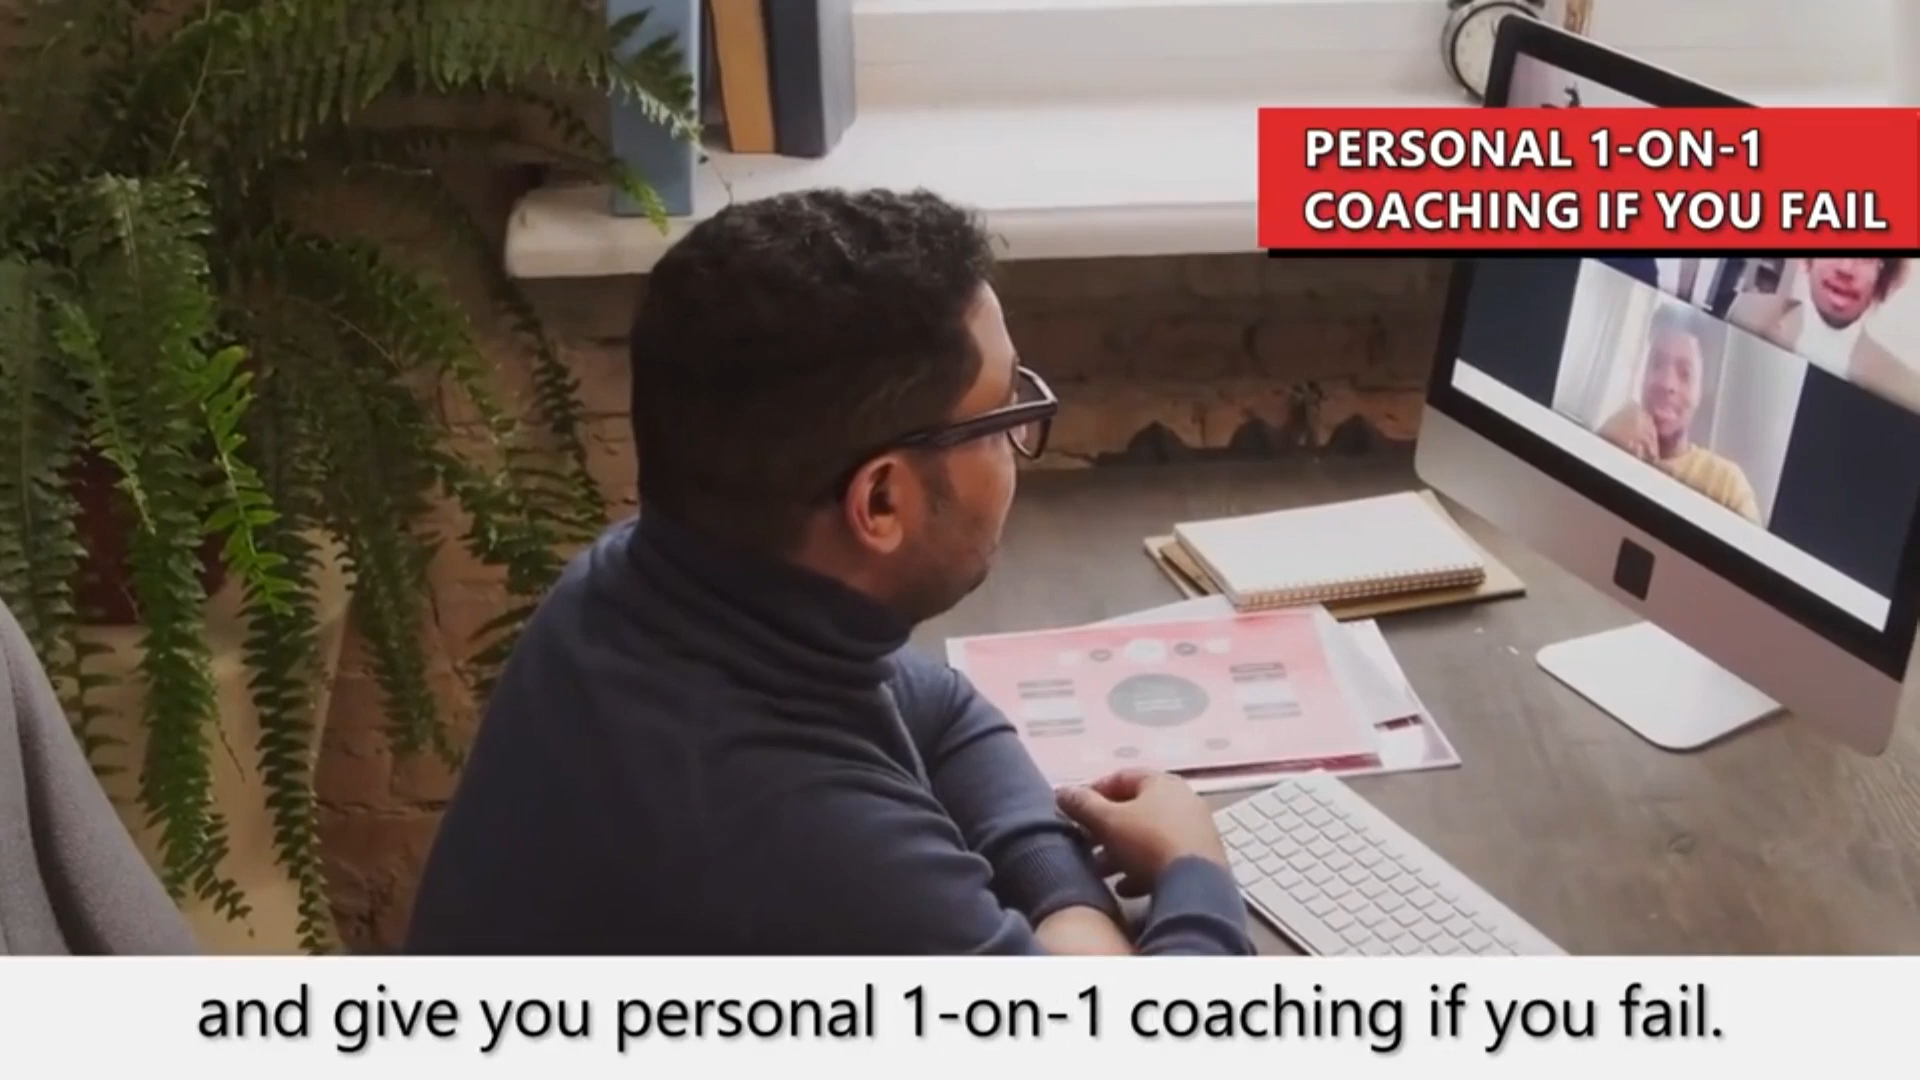 PERSONAL 1-ON-1
COACHING IF YOU FAIL
and give you personal 1-on-1 coaching if you fail.